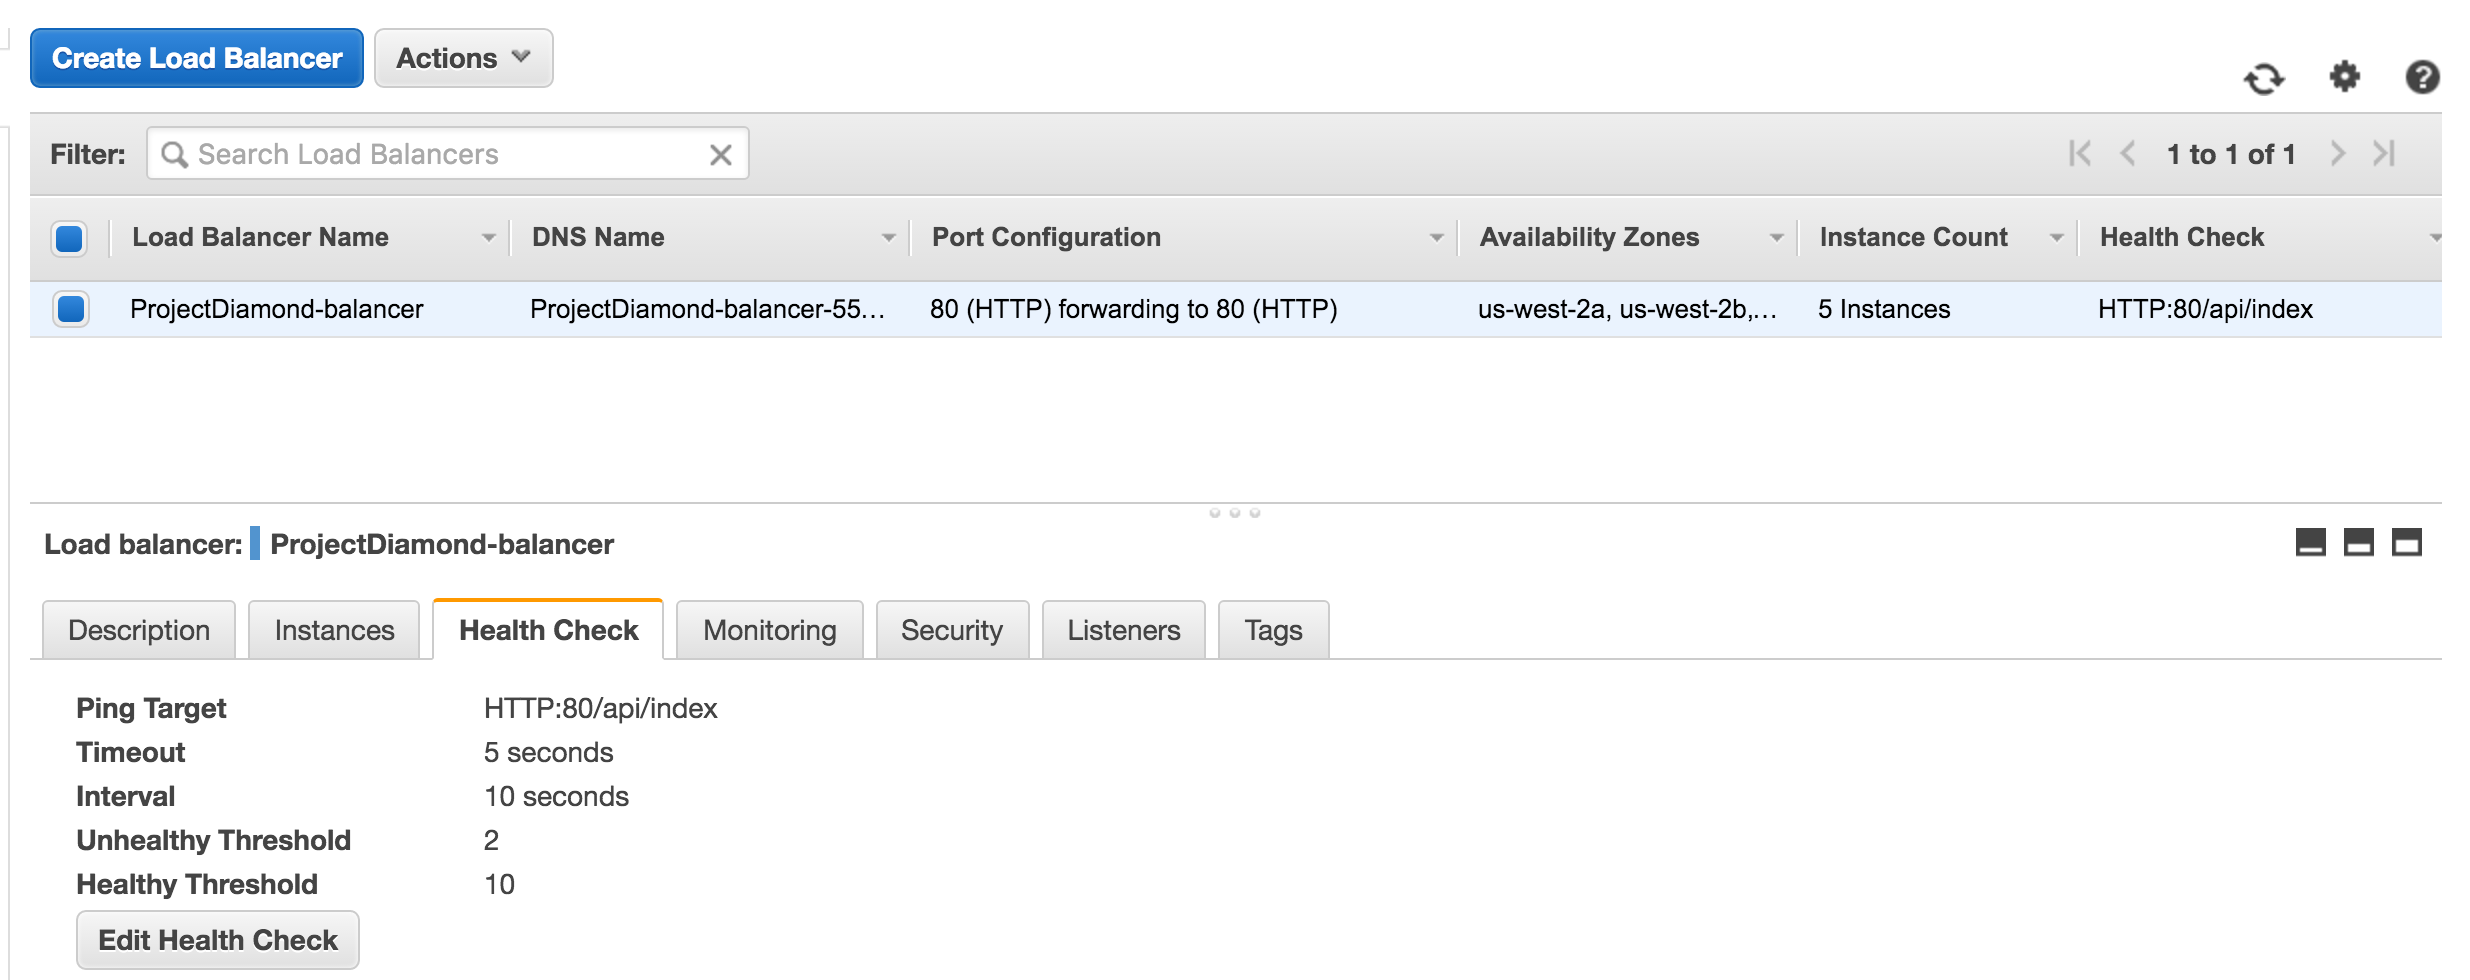 Create Load Balancer Actions
Filter: Search Load Balancers 1 to 1 of 1
Load Balancer Name DNS Name Port Configuration Availability Zones Instance Count Health Check
ProjectDiamond-balancer ProjectDiamond-balancer-55... 80 (HTTP) forwarding to 80 (HTTP) us-west-2a, us-west-2b,... 5 Instances HTTP:80/api/index
Load balancer: ProjectDiamond-balancer
Description Instances Health Check Monitoring Security Listeners Tags
Ping Target HTTP:80/api/index
Timeout 5 seconds
Interval 10 seconds
Unhealthy Threshold 2
Healthy Threshold 10
Edit Health Check